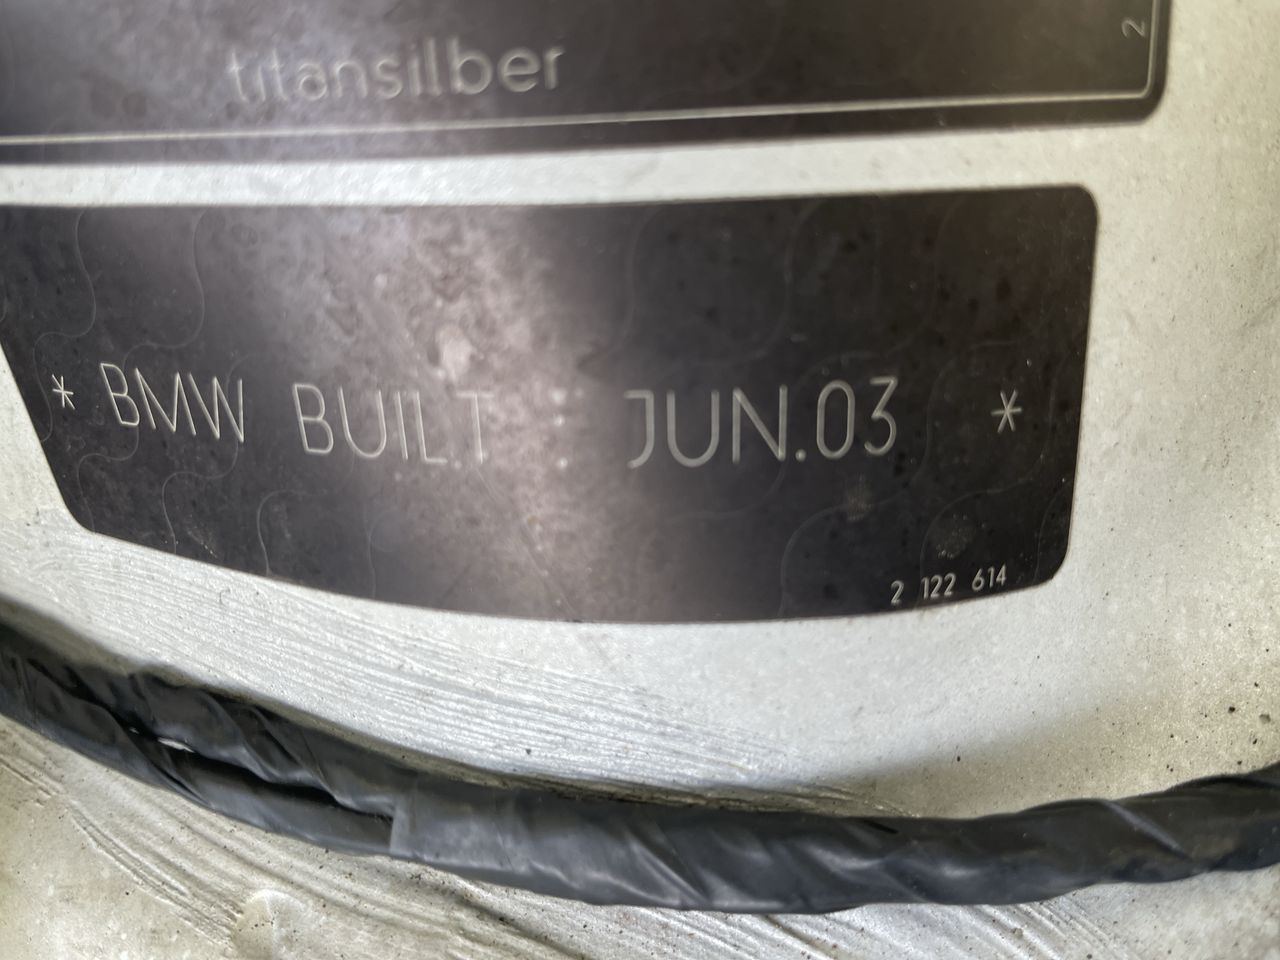 2
titansilber
* BMW BUILT : JUN.03 *
2 122 614